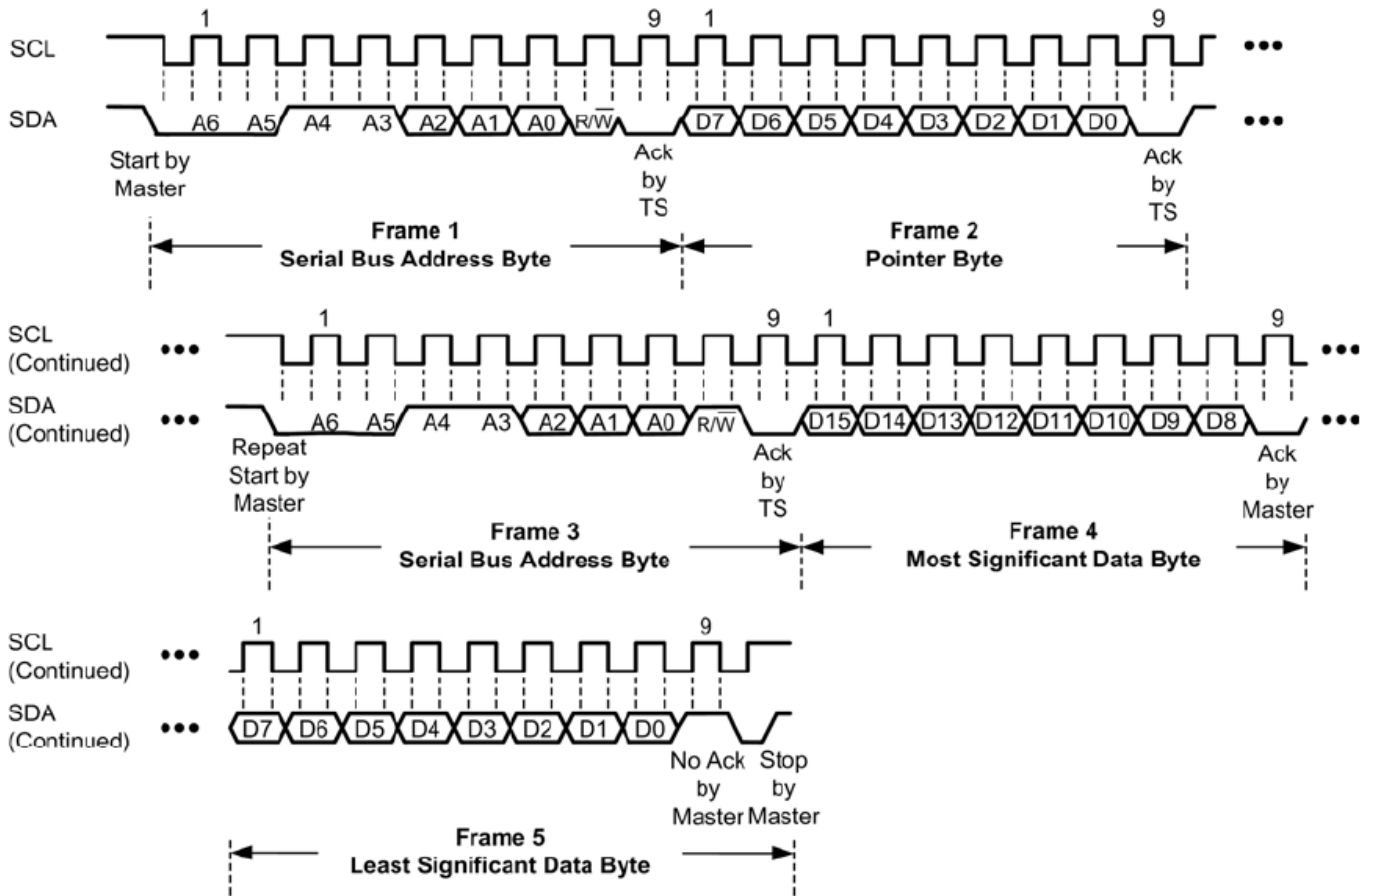 1 9 1 9
SCL •••
SDA A6 A5 A4 A3 A2 A1 A0 R/W̅ D7 D6 D5 D4 D3 D2 D1 D0 •••
Start by
Master
Ack
by
TS
Ack
by
TS
Frame 1
Serial Bus Address Byte
Frame 2
Pointer Byte
1 9 1 9
SCL
(Continued) ••• •••
SDA
(Continued) ••• A6 A5 A4 A3 A2 A1 A0 R/W̅ D15 D14 D13 D12 D11 D10 D9 D8 •••
Repeat
Start by
Master
Ack
by
TS
Ack
by
Master
Frame 3
Serial Bus Address Byte
Frame 4
Most Significant Data Byte
1 9
SCL
(Continued) •••
SDA
(Continued) ••• D7 D6 D5 D4 D3 D2 D1 D0
No Ack
by
Master
Stop
by
Master
Frame 5
Least Significant Data Byte